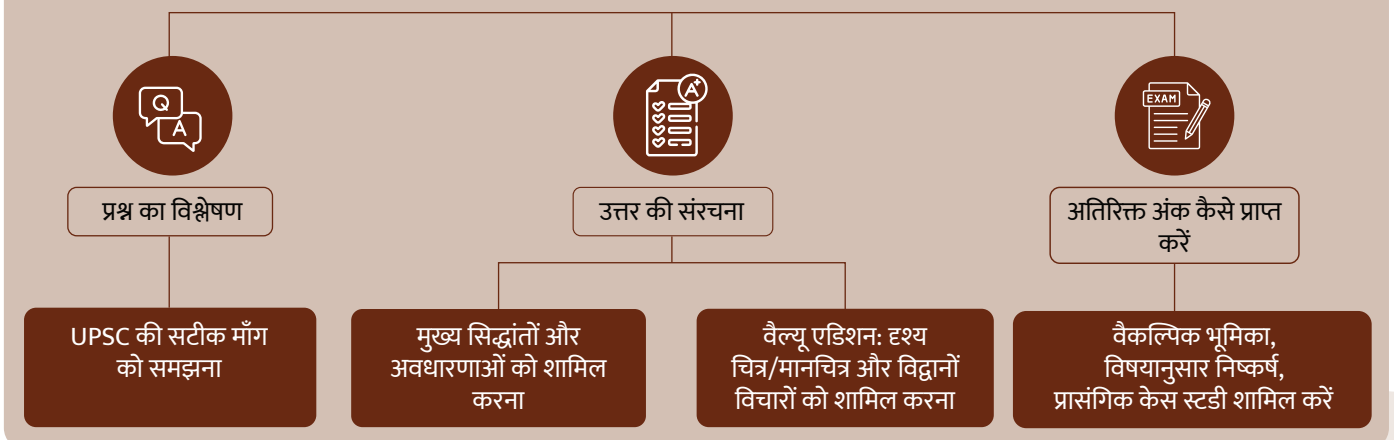 Q
A
A+
EXAM
प्रश्न का विश्लेषण
उत्तर की संरचना
अतिरिक्त अंक कैसे प्राप्त
करें
UPSC की सटीक माँग
को समझना
मुख्य सिद्धांतों और
अवधारणाओं को शामिल
करना
वैल्यू एडिशन: दृश्य
चित्र/मानचित्र और विद्वानों
विचारों को शामिल करना
वैकल्पिक भूमिका,
विषयानुसार निष्कर्ष,
प्रासंगिक केस स्टडी शामिल करें